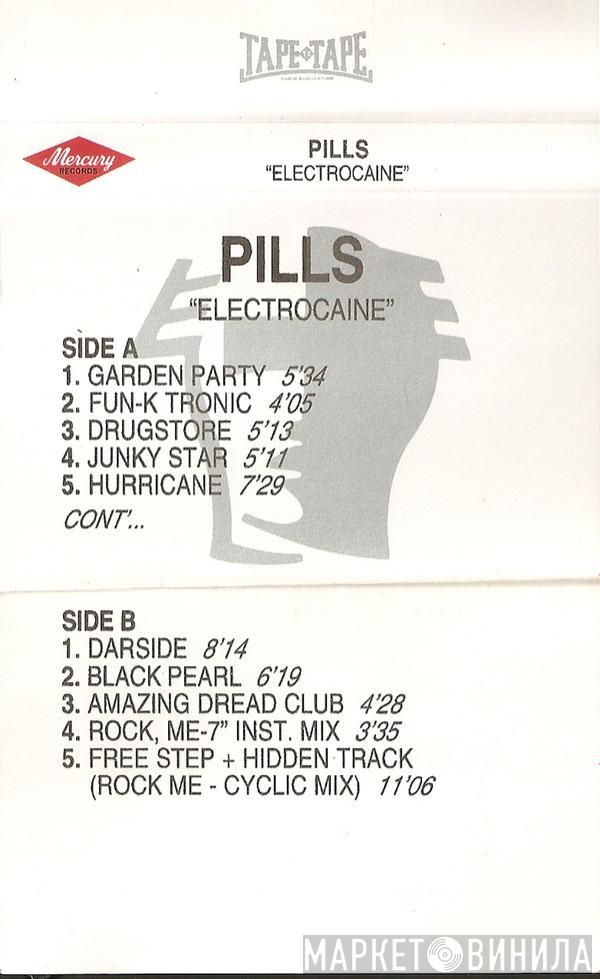 TAPE TO TAPE
AUDIO DUPLICATION
Mercury
RECORDS
PILLS
“ELECTROCAINE”
PILLS
“ELECTROCAINE”
SIDE A
1. GARDEN PARTY 5'34
2. FUN-K TRONIC 4'05
3. DRUGSTORE 5'13
4. JUNKY STAR 5'11
5. HURRICANE 7'29
CONT'...
SIDE B
1. DARSIDE 8'14
2. BLACK PEARL 6'19
3. AMAZING DREAD CLUB 4'28
4. ROCK, ME-7” INST. MIX 3'35
5. FREE STEP + HIDDEN TRACK
(ROCK ME - CYCLIC MIX) 11'06
МАРКЕТ ВИНИЛА